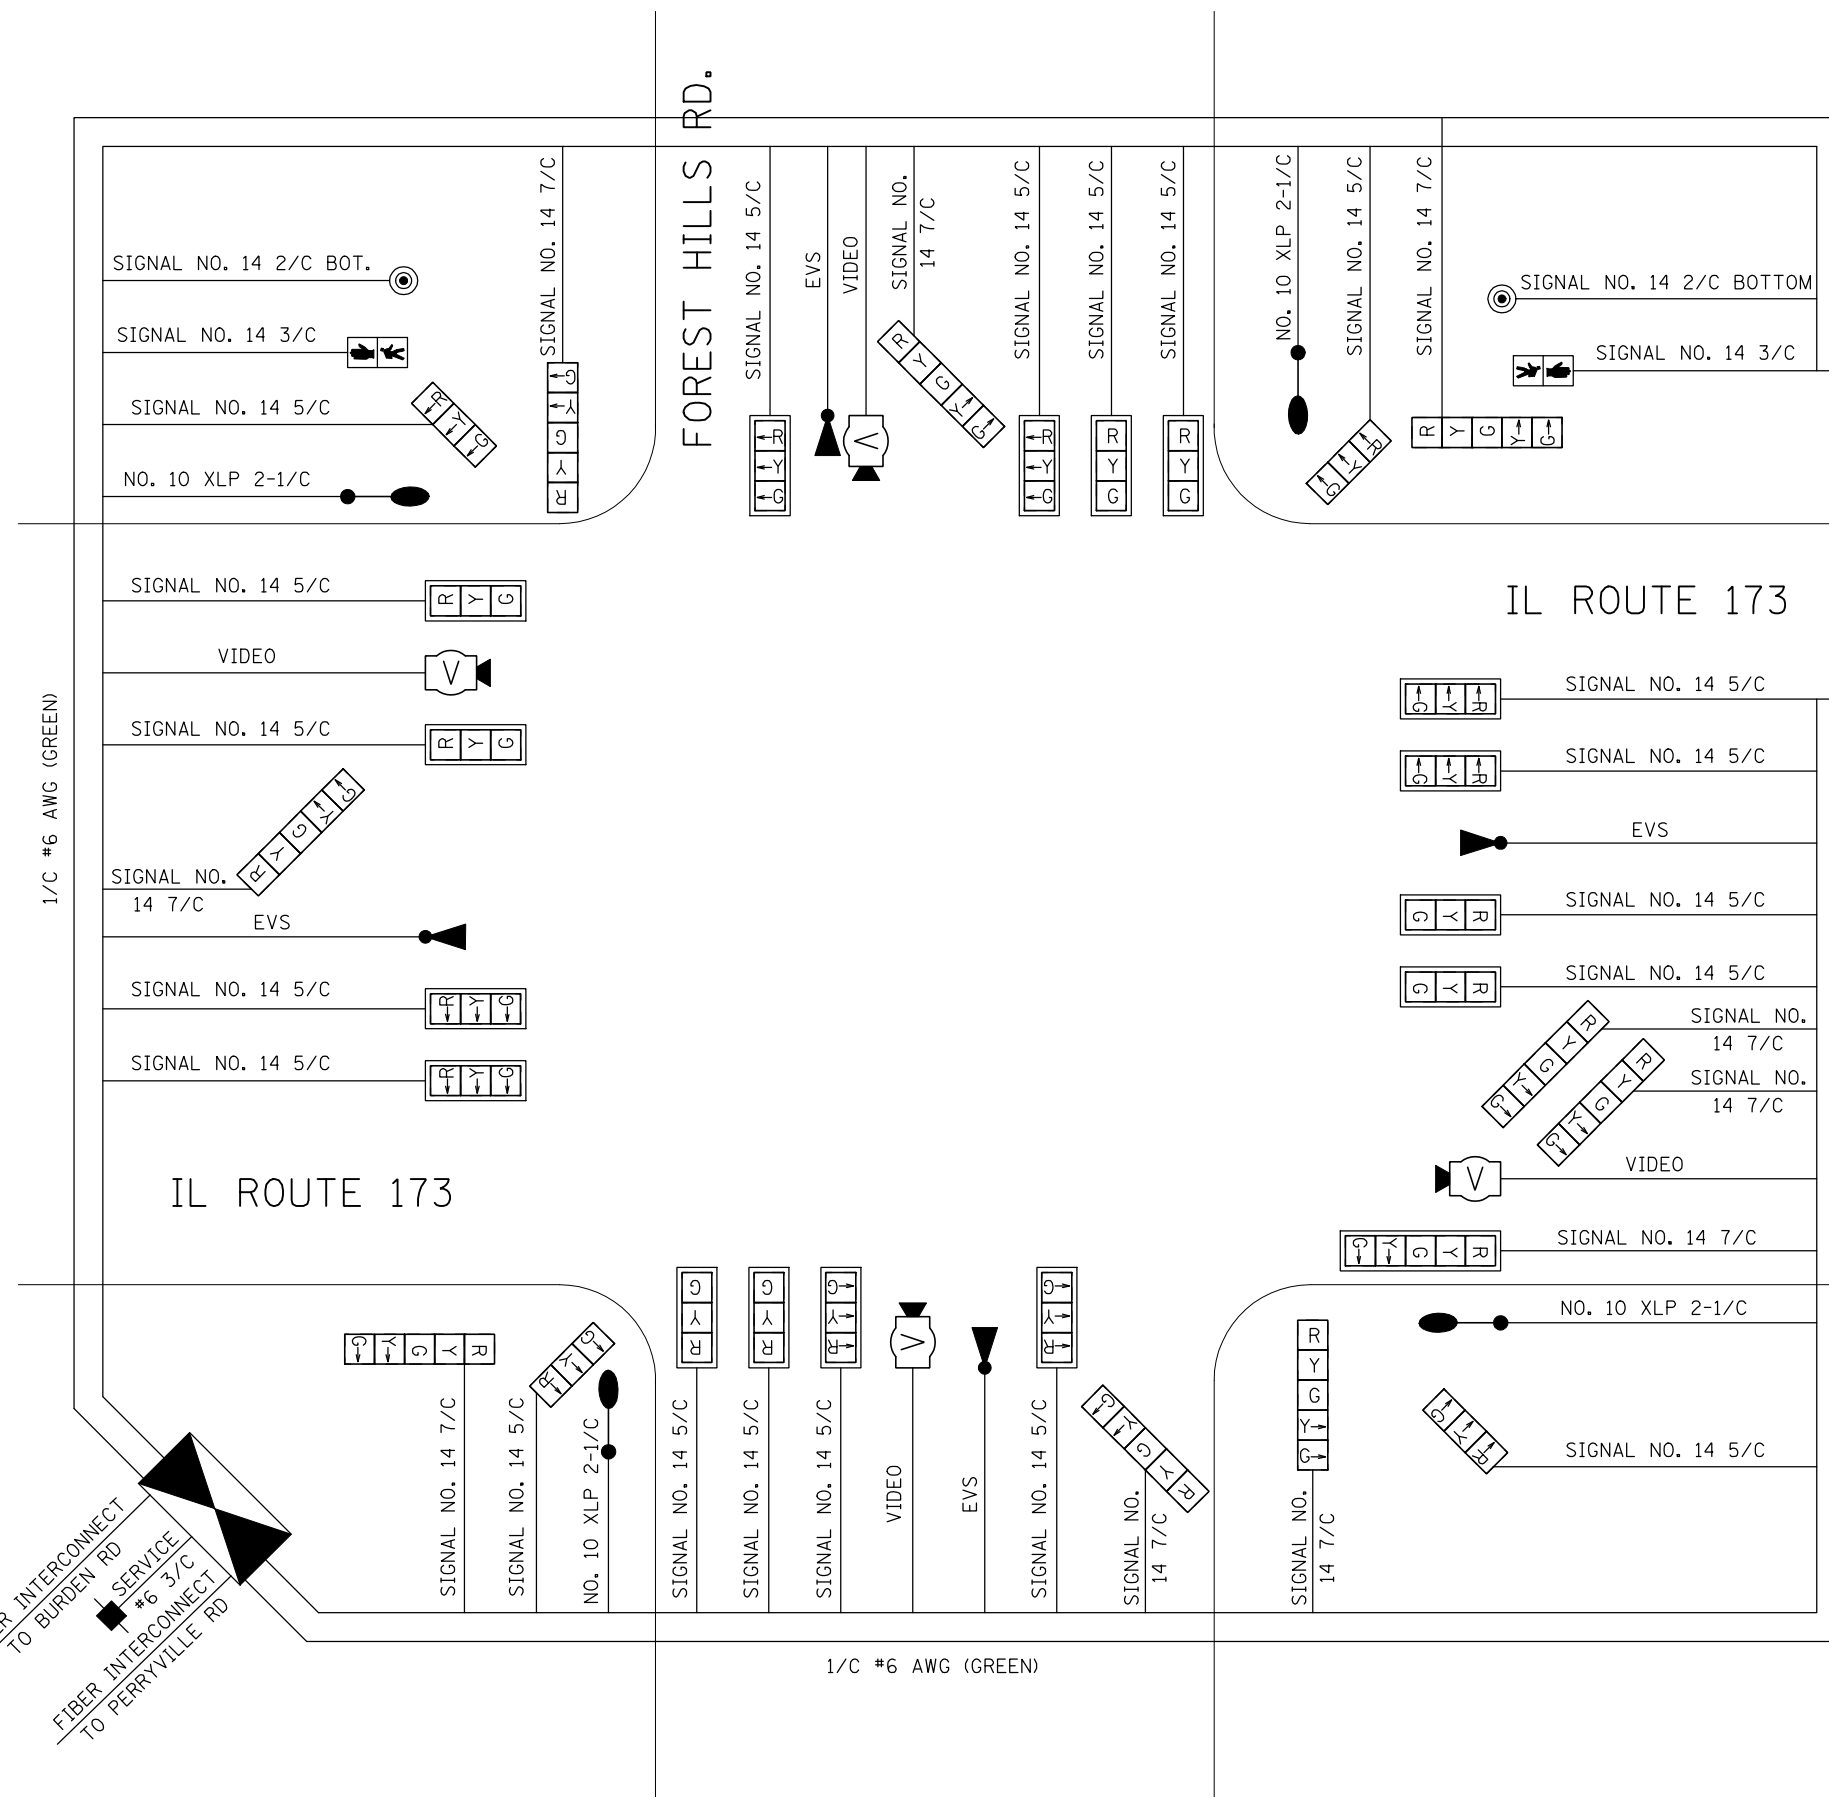 FOREST HILLS RD.
SIGNAL NO. 14 7/C
SIGNAL NO. 14 5/C
EVS
VIDEO
SIGNAL NO.
14 7/C
SIGNAL NO. 14 5/C
SIGNAL NO. 14 5/C
SIGNAL NO. 14 5/C
NO. 10 XLP 2-1/C
SIGNAL NO. 14 5/C
SIGNAL NO. 14 7/C
SIGNAL NO. 14 2/C BOT.
SIGNAL NO. 14 3/C
SIGNAL NO. 14 5/C
R Y G
NO. 10 XLP 2-1/C
G Y G Y R
R Y G
V
R Y G Y G
R Y G
R Y G
R Y G
R Y G
R Y G Y G
SIGNAL NO. 14 2/C BOTTOM
SIGNAL NO. 14 3/C
IL ROUTE 173
SIGNAL NO. 14 5/C
R Y G
VIDEO
V
SIGNAL NO. 14 5/C
R Y G
1/C #6 AWG (GREEN)
SIGNAL NO.
14 7/C
R Y G Y G
EVS
SIGNAL NO. 14 5/C
R Y G
SIGNAL NO. 14 5/C
R Y G
IL ROUTE 173
G Y R
SIGNAL NO. 14 5/C
G Y R
SIGNAL NO. 14 5/C
EVS
G Y R
SIGNAL NO. 14 5/C
G Y R
SIGNAL NO. 14 5/C
G Y G Y R
SIGNAL NO.
14 7/C
G Y G Y R
SIGNAL NO.
14 7/C
V
VIDEO
G Y G Y R
SIGNAL NO. 14 7/C
NO. 10 XLP 2-1/C
G Y R
SIGNAL NO. 14 5/C
G Y G Y R
R Y G
G Y R
G Y R
G Y R
V
G Y R
G Y G Y R
R Y G Y G
SIGNAL NO. 14 7/C
SIGNAL NO. 14 5/C
NO. 10 XLP 2-1/C
SIGNAL NO. 14 5/C
SIGNAL NO. 14 5/C
SIGNAL NO. 14 5/C
VIDEO
EVS
SIGNAL NO. 14 5/C
SIGNAL NO.
14 7/C
SIGNAL NO.
14 7/C
INTERCONNECT
TO BURDEN RD
SERVICE
#6 3/C
FIBER INTERCONNECT
TO PERRYVILLE RD
1/C #6 AWG (GREEN)